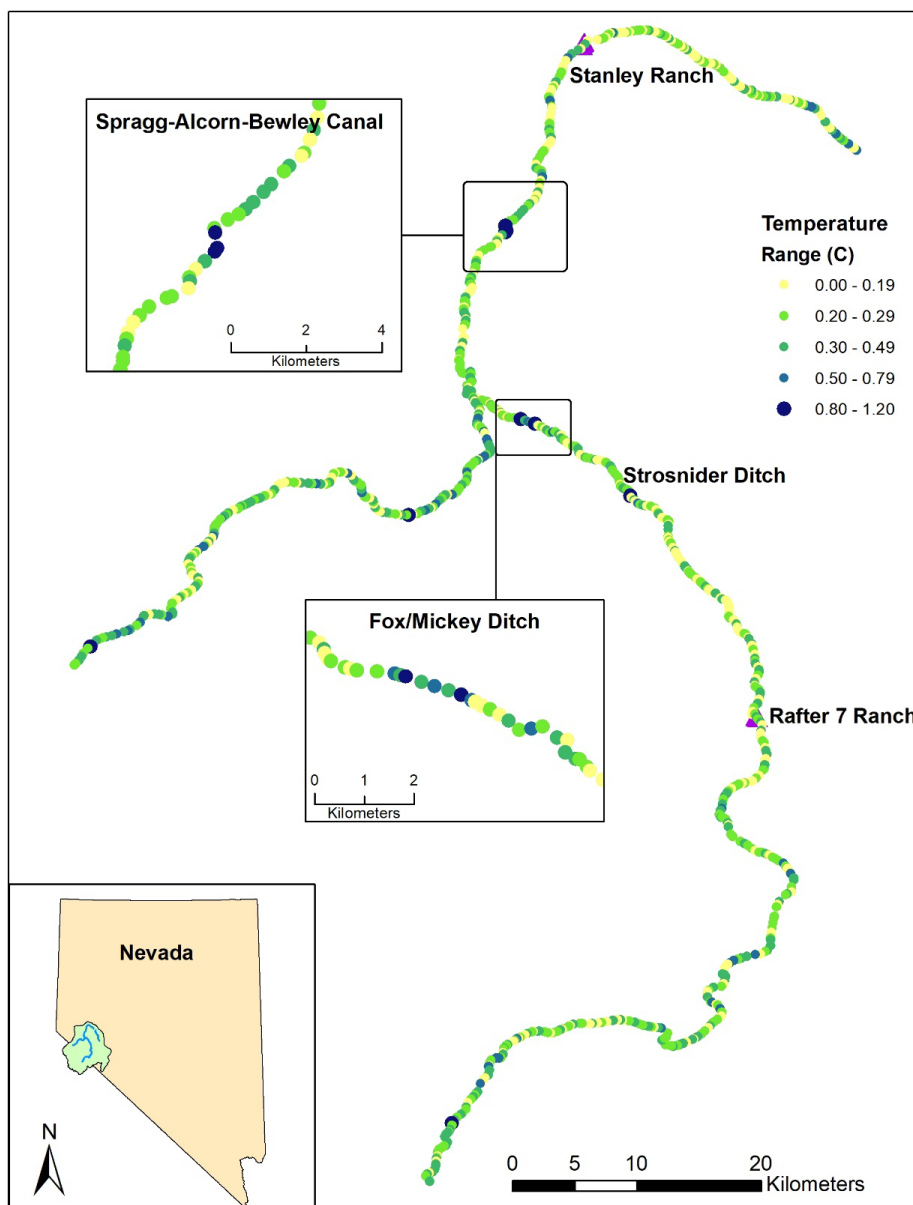 Stanley Ranch
Spragg-Alcorn-Bewley Canal
0 2 4
Kilometers
Temperature
Range (C)
0.00 - 0.19
0.20 - 0.29
0.30 - 0.49
0.50 - 0.79
0.80 - 1.20
Strosnider Ditch
Fox/Mickey Ditch
0 1 2
Kilometers
Rafter 7 Ranch
Nevada
N
0 5 10 20
Kilometers